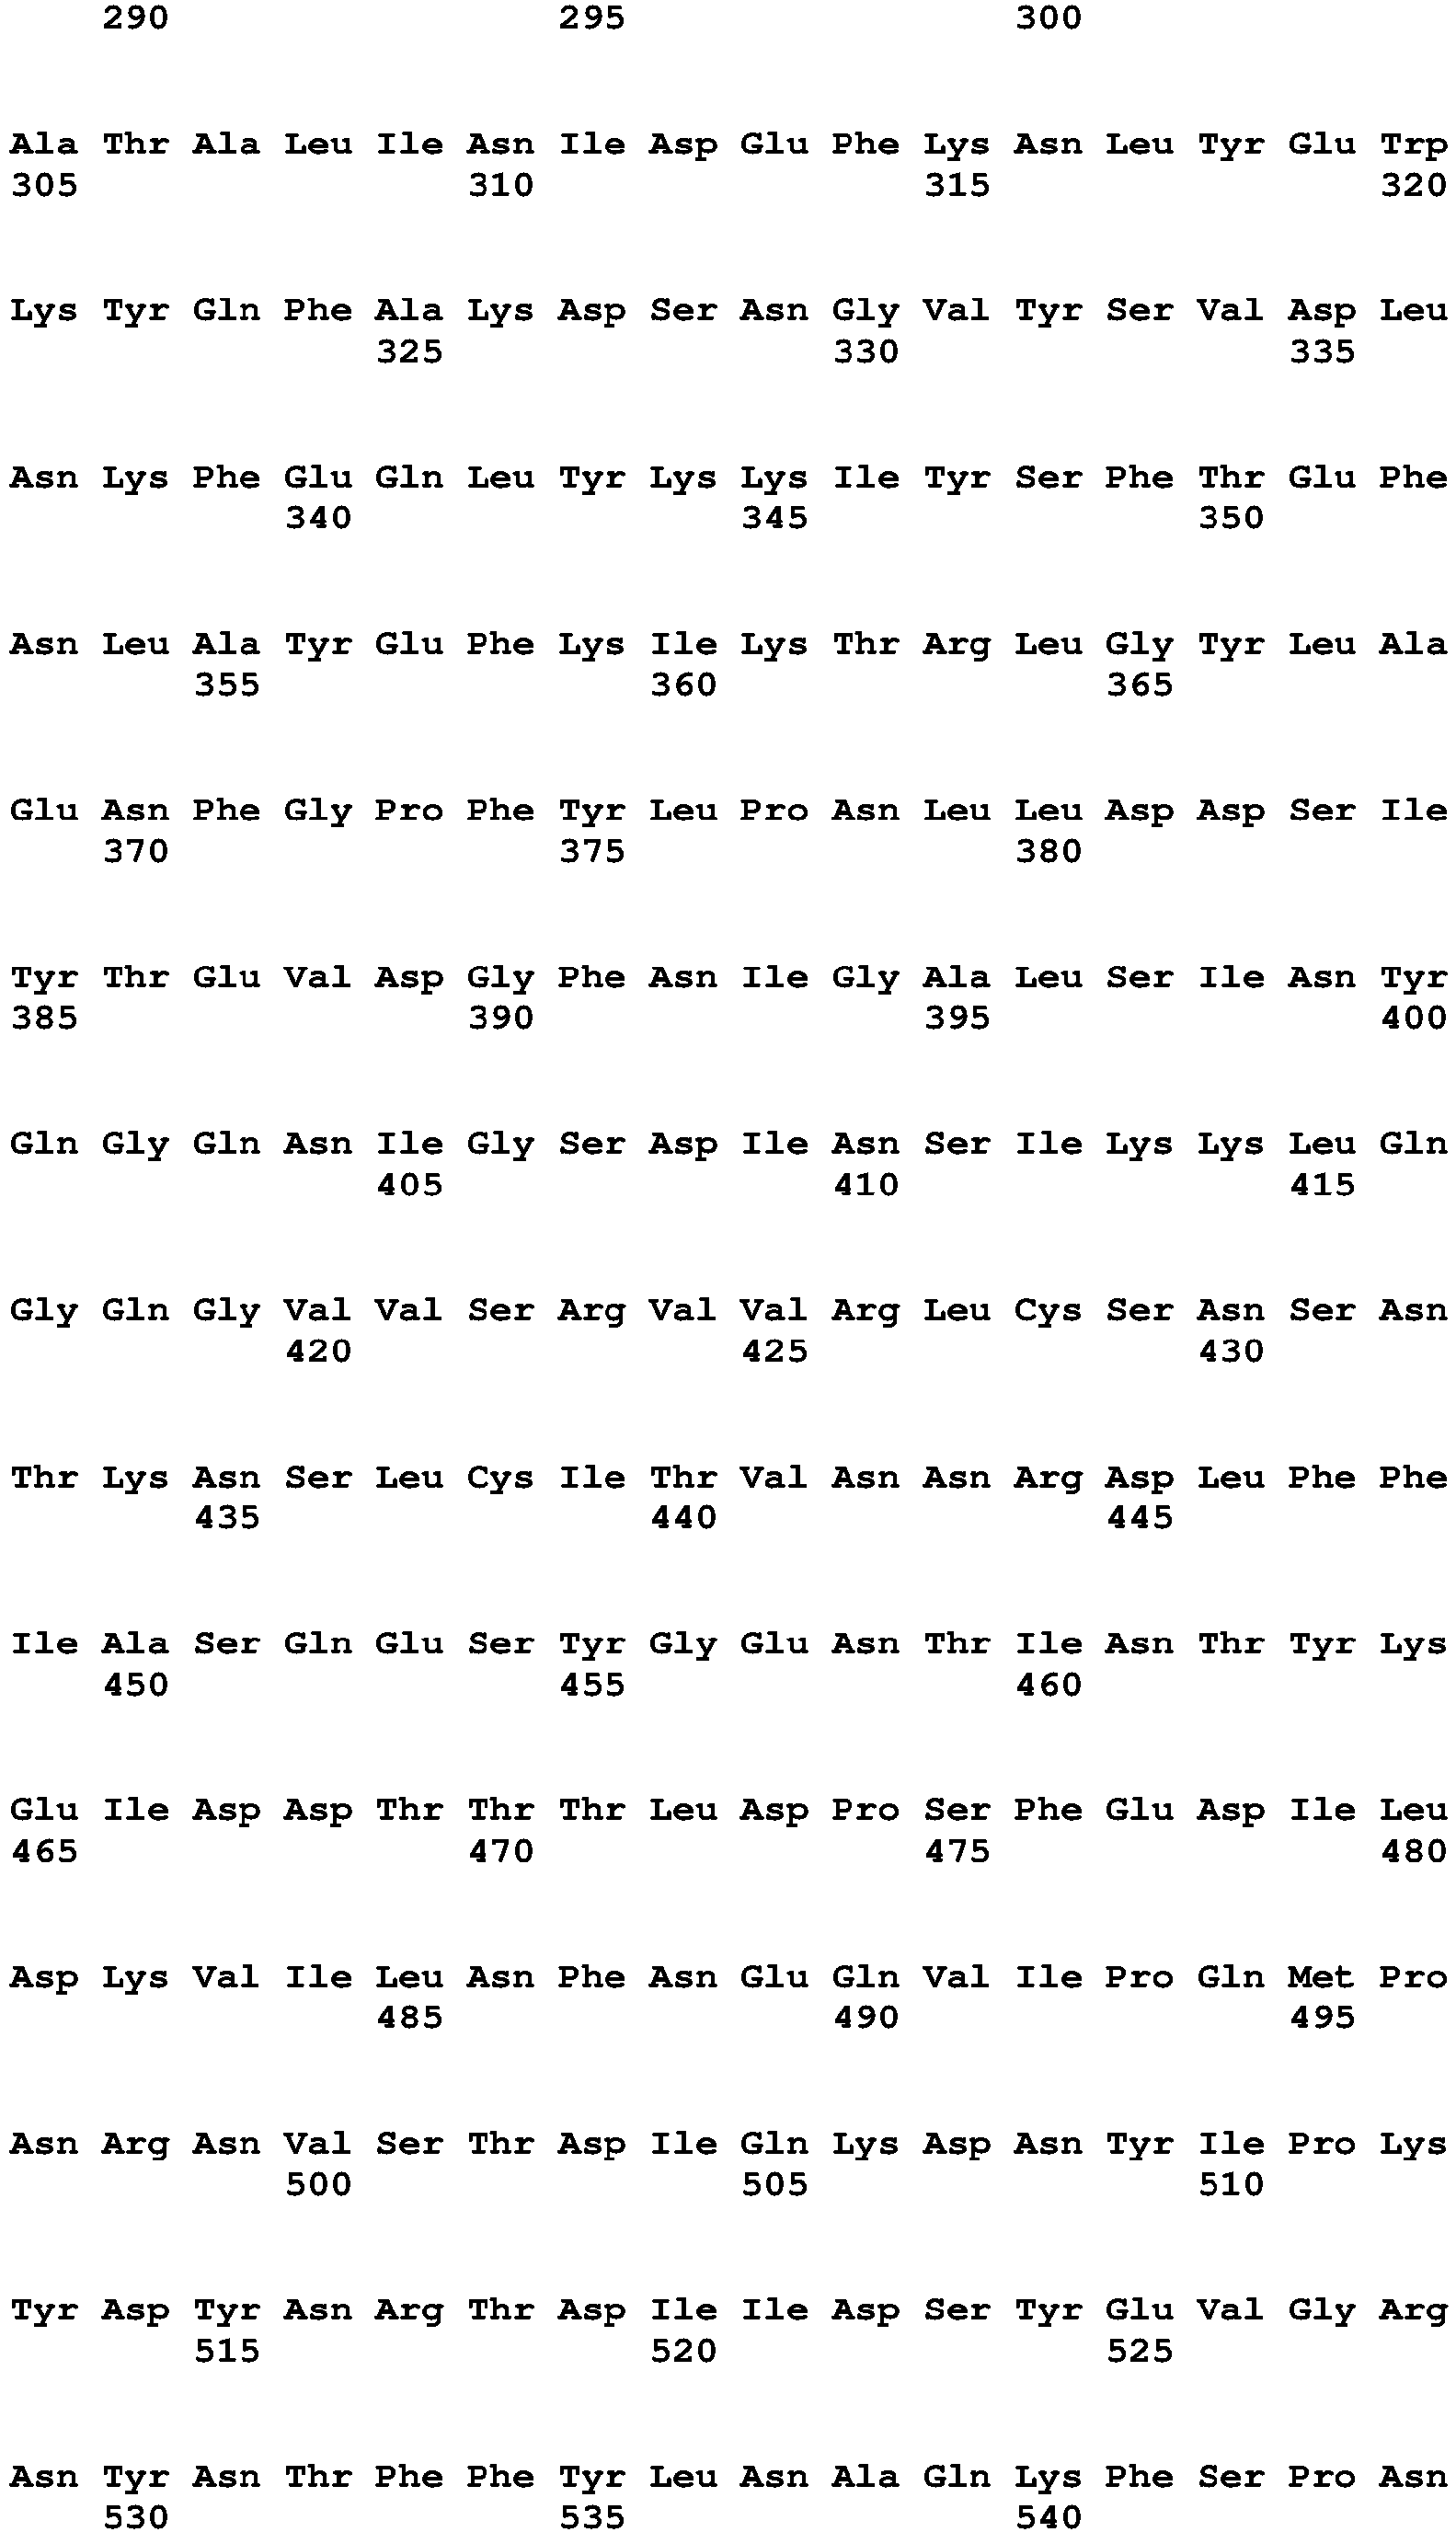 290 295 300
Ala Thr Ala Leu Ile Asn Ile Asp Glu Phe Lys Asn Leu Tyr Glu Trp
305 310 315 320
Lys Tyr Gln Phe Ala Lys Asp Ser Asn Gly Val Tyr Ser Val Asp Leu
325 330 335
Asn Lys Phe Glu Gln Leu Tyr Lys Lys Ile Tyr Ser Phe Thr Glu Phe
340 345 350
Asn Leu Ala Tyr Glu Phe Lys Ile Lys Thr Arg Leu Gly Tyr Leu Ala
355 360 365
Glu Asn Phe Gly Pro Phe Tyr Leu Pro Asn Leu Leu Asp Asp Ser Ile
370 375 380
Tyr Thr Glu Val Asp Gly Phe Asn Ile Gly Ala Leu Ser Ile Asn Tyr
385 390 395 400
Gln Gly Gln Asn Ile Gly Ser Asp Ile Asn Ser Ile Lys Lys Leu Gln
405 410 415
Gly Gln Gly Val Val Ser Arg Val Val Arg Leu Cys Ser Asn Ser Asn
420 425 430
Thr Lys Asn Ser Leu Cys Ile Thr Val Asn Asn Arg Asp Leu Phe Phe
435 440 445
Ile Ala Ser Gln Glu Ser Tyr Gly Glu Asn Thr Ile Asn Thr Tyr Lys
450 455 460
Glu Ile Asp Asp Thr Thr Thr Leu Asp Pro Ser Phe Glu Asp Ile Leu
465 470 475 480
Asp Lys Val Ile Leu Asn Phe Asn Glu Gln Val Ile Pro Gln Met Pro
485 490 495
Asn Arg Asn Val Ser Thr Asp Ile Gln Lys Asp Asn Tyr Ile Pro Lys
500 505 510
Tyr Asp Tyr Asn Arg Thr Asp Ile Ile Asp Ser Tyr Glu Val Gly Arg
515 520 525
Asn Tyr Asn Thr Phe Phe Tyr Leu Asn Ala Gln Lys Phe Ser Pro Asn
530 535 540